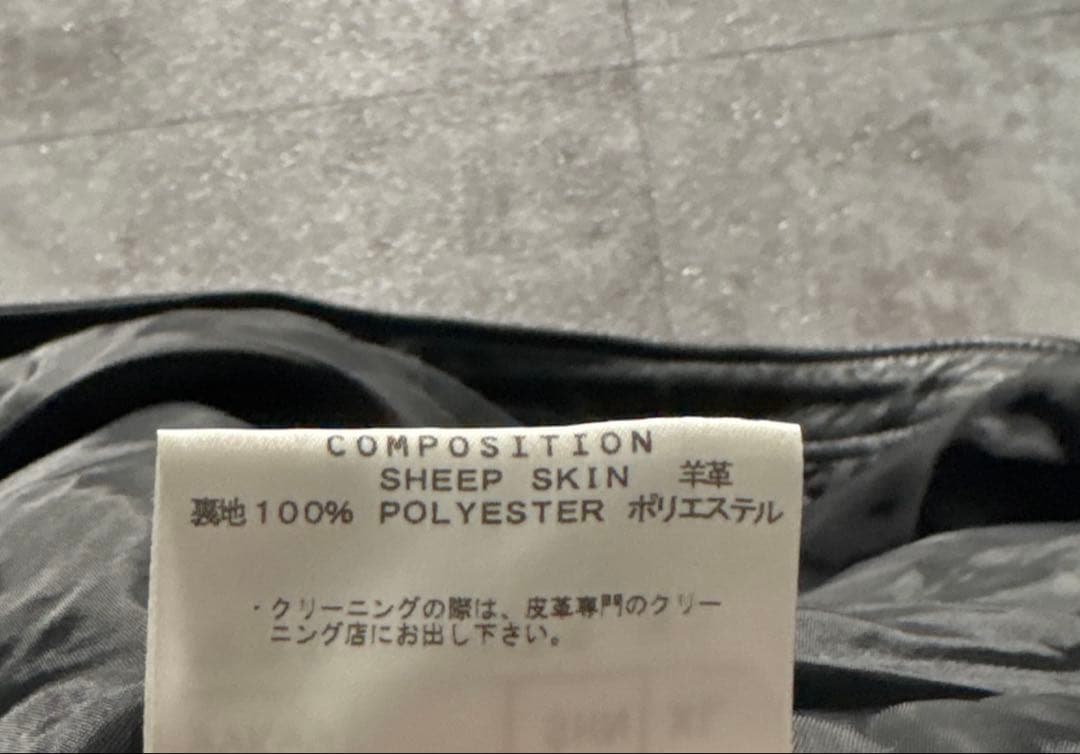 COMPOSITION
SHEEP SKIN 羊革
裏地100% POLYESTER ポリエステル
・クリーニングの際は、皮革専門のクリー
ニング店にお出し下さい。